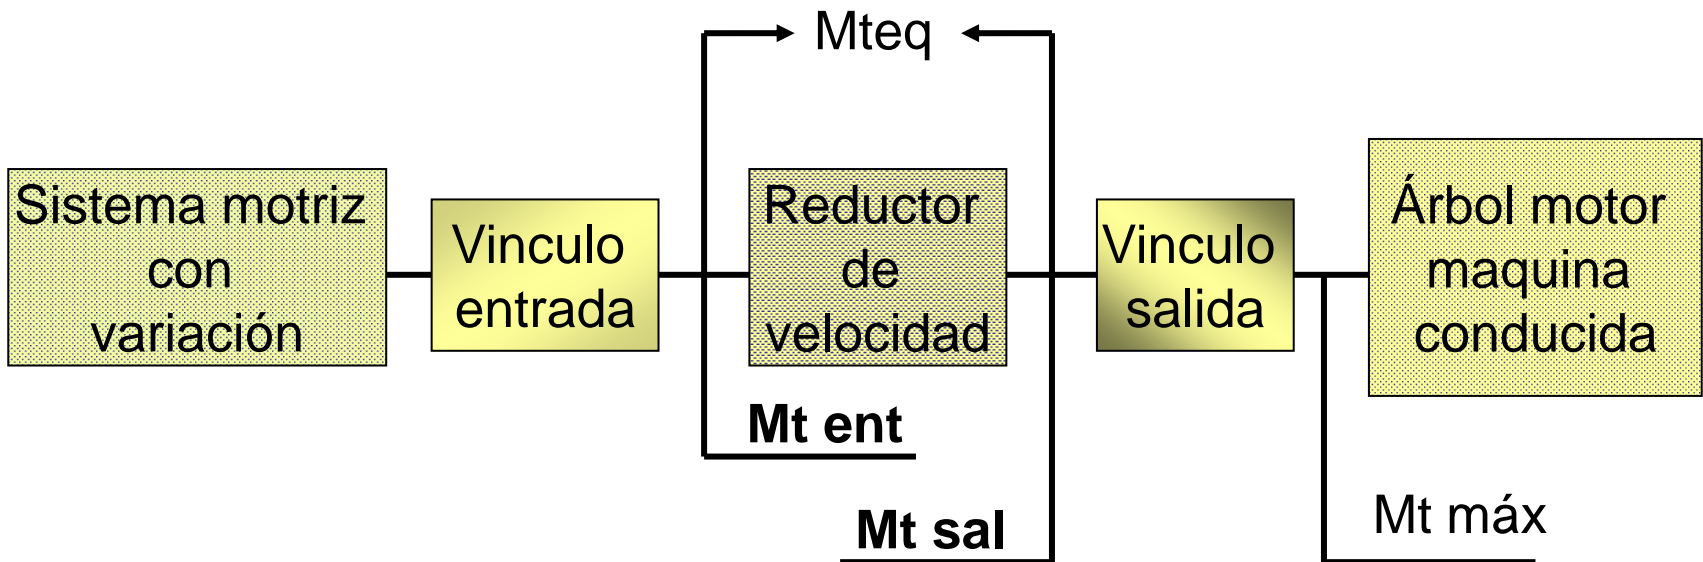 Mteq
Sistema motriz
con
variación
Vinculo
entrada
Reductor
de
velocidad
Vinculo
salida
Árbol motor
maquina
conducida
Mt ent
Mt sal
Mt máx